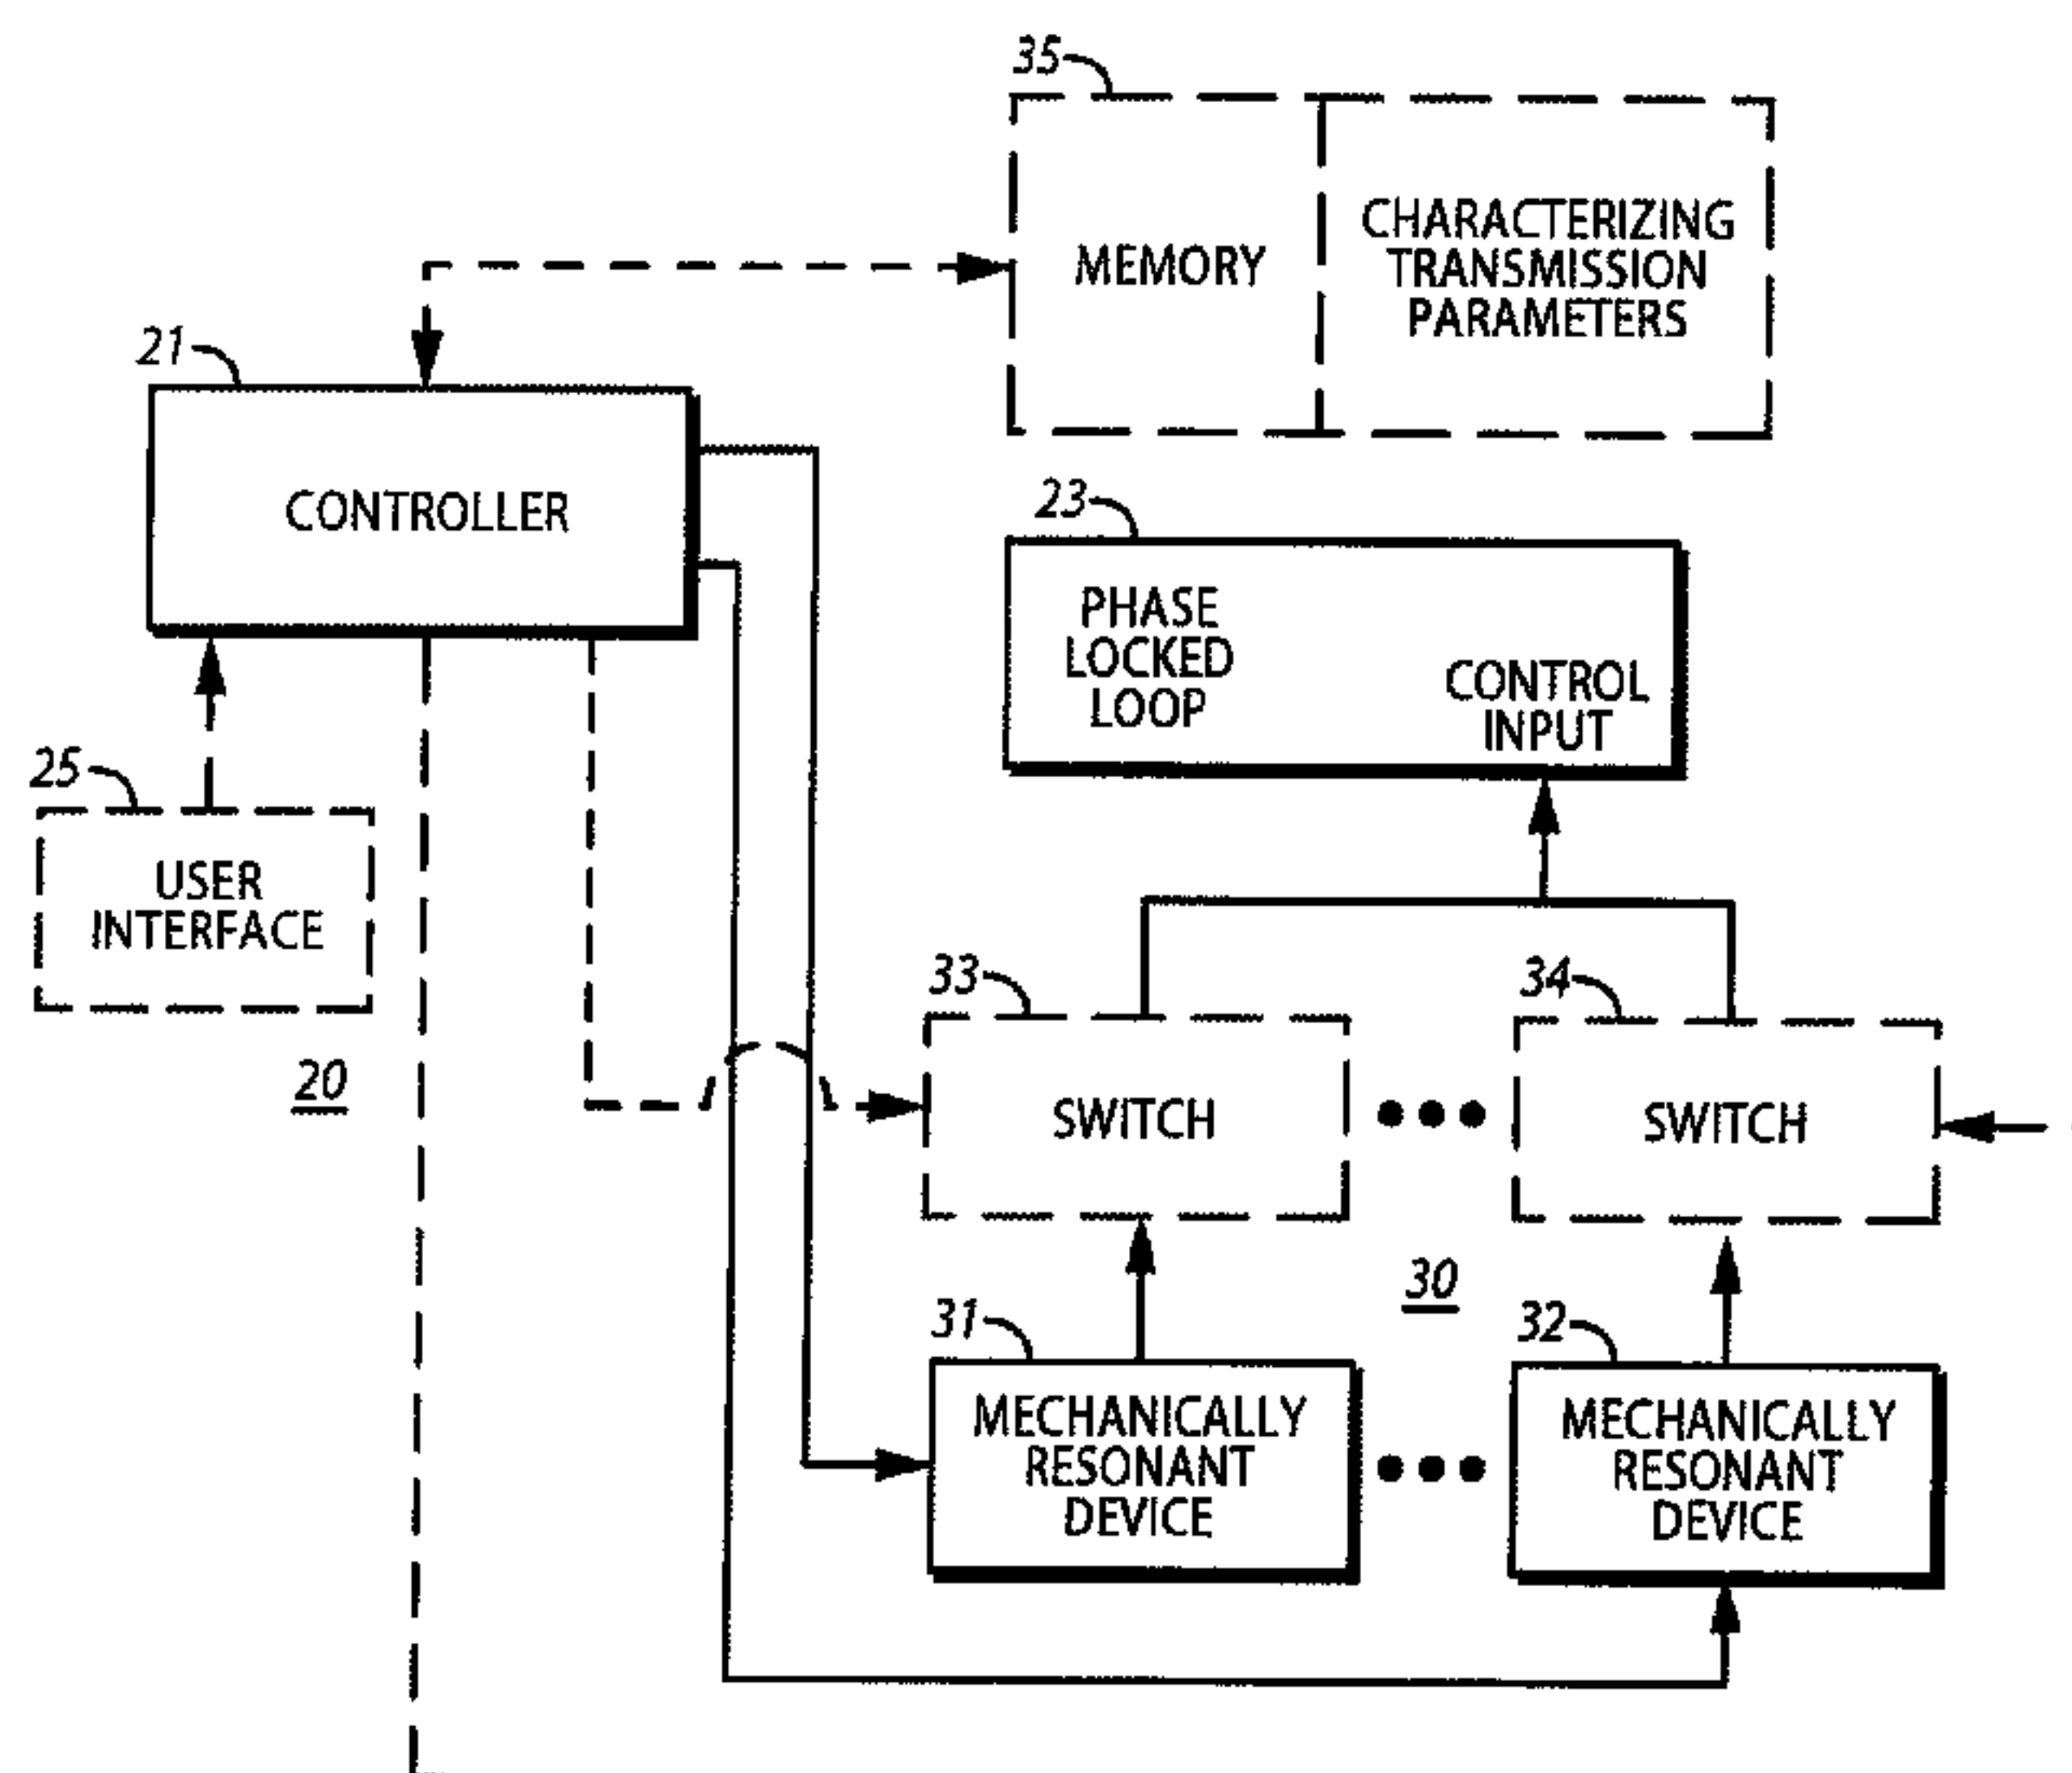 35
MEMORY
CHARACTERIZING
TRANSMISSION
PARAMETERS
21
CONTROLLER
23
PHASE
LOCKED
LOOP
CONTROL
INPUT
25
USER
INTERFACE
20
33
SWITCH
34
SWITCH
30
31
MECHANICALLY
RESONANT
DEVICE
32
MECHANICALLY
RESONANT
DEVICE